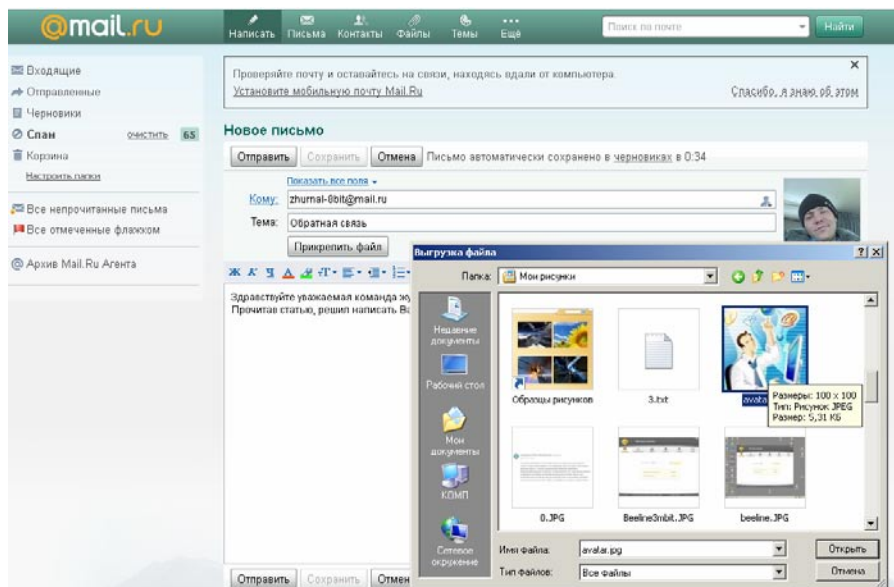 @mail.ru
Написать Письма Контакты Файлы Темы Ещё
Поиск по почте
Найти
Входящие
Отправленные
Черновики
Спам очистить 65
Корзина
Настроить папки
Все непрочитанные письма
Все отмеченные флажком
Архив Mail.Ru Агента
Проверяйте почту и оставайтесь на связи, находясь вдали от компьютера.
Установите мобильную почту Mail.Ru
Спасибо, я знаю об этом
Новое письмо
Отправить Сохранить Отмена Письмо автоматически сохранено в черновиках в 0:34
Показать все поля
Кому: zhurnal-8bit@mail.ru
Тема: Обратная связь
Прикрепить файл
Здравствуйте уважаемая команда жу
Прочитав статью, решил написать Ва
Отправить Сохранить Отмен
Выгрузка файла
Папка: Мои рисунки
Недавние документы
Рабочий стол
Мои документы
КОМП
Сетевое окружение
Образцы рисунков
3.txt
avata
Размеры: 100 x 100
Тип: Рисунок JPEG
Размер: 5,31 КБ
0.JPG
Beeline3mbit.JPG
beeline.JPG
Имя файла: avatar.jpg
Открыть
Тип файлов: Все файлы
Отмена